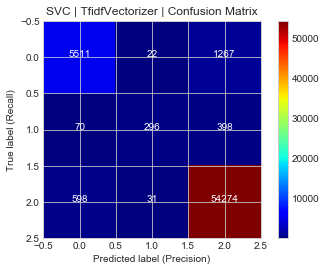 SVC | TfidfVectorizer | Confusion Matrix
−0.5
0.0
0.5
1.0
1.5
2.0
2.5
True label (Recall)
5511 22 1267
70 296 398
598 31 54274
−0.5 0.0 0.5 1.0 1.5 2.0 2.5
Predicted label (Precision)
50000
40000
30000
20000
10000